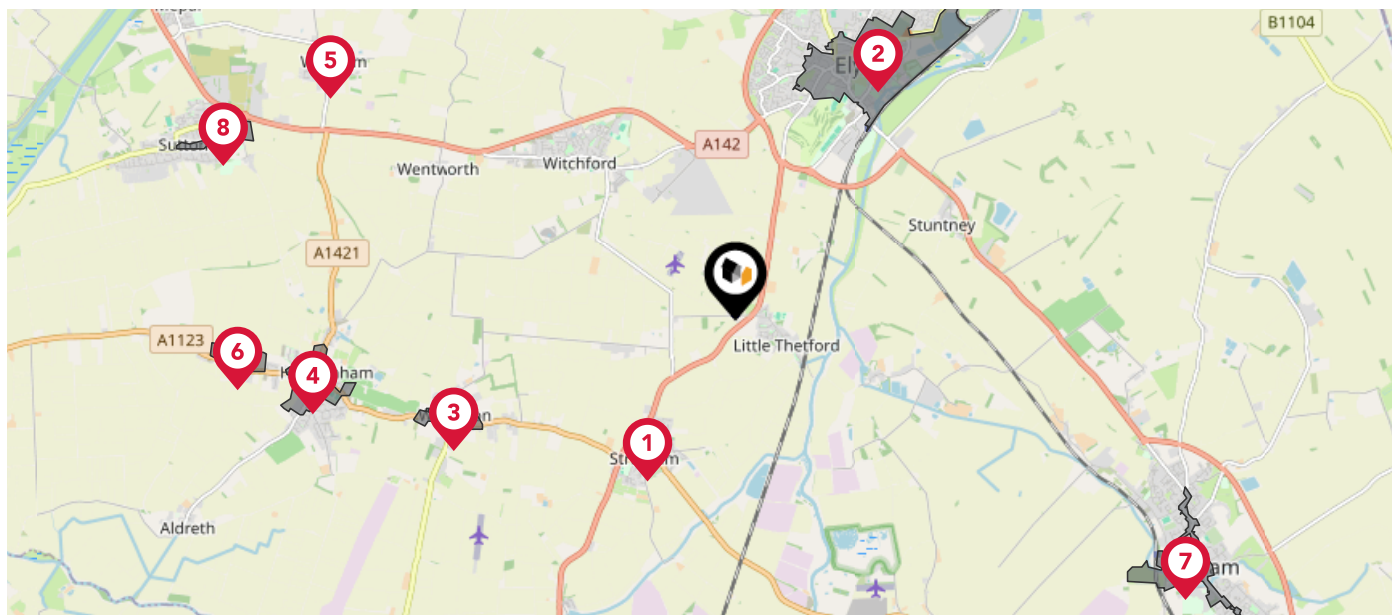 B1104
5
2
8
A142
Witchford
Wentworth
Stuntney
A1421
A1123
Little Thetford
6
4
3
1
Aldreth
7